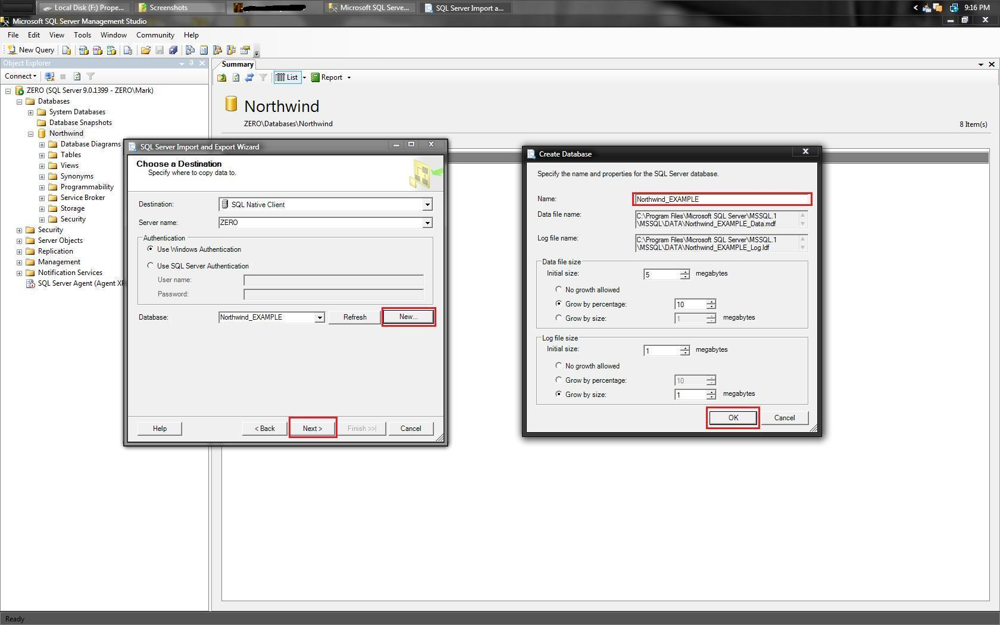 Local Disk (F:) Prope...
Screenshots
Microsoft SQL Serve...
SQL Server Import a...
9:16 PM
Microsoft SQL Server Management Studio
File Edit View Tools Window Community Help
New Query
Object Explorer
Connect
ZERO (SQL Server 9.0.1399 - ZERO\Mark)
Databases
System Databases
Database Snapshots
Northwind
Database Diagrams
Tables
Views
Synonyms
Programmability
Service Broker
Storage
Security
Security
Server Objects
Replication
Management
Notification Services
SQL Server Agent (Agent XP
Summary
List Report
Northwind
ZERO\Databases\Northwind
8 Item(s)
SQL Server Import and Export Wizard
Choose a Destination
Specify where to copy data to.
Destination: SQL Native Client
Server name: ZERO
Authentication
Use Windows Authentication
Use SQL Server Authentication
User name:
Password:
Database: Northwind_EXAMPLE Refresh New...
Help < Back Next > Finish >>| Cancel
Create Database
Specify the name and properties for the SQL Server database.
Name: Northwind_EXAMPLE
Data file name: C:\Program Files\Microsoft SQL Server\MSSQL.1
\MSSQL\DATA\Northwind_EXAMPLE_Data.mdf
Log file name: C:\Program Files\Microsoft SQL Server\MSSQL.1
\MSSQL\DATA\Northwind_EXAMPLE_Log.ldf
Data file size
Initial size: 5 megabytes
No growth allowed
Grow by percentage: 10
Grow by size: 1 megabytes
Log file size
Initial size: 1 megabytes
No growth allowed
Grow by percentage: 10
Grow by size: 1 megabytes
OK Cancel
Ready